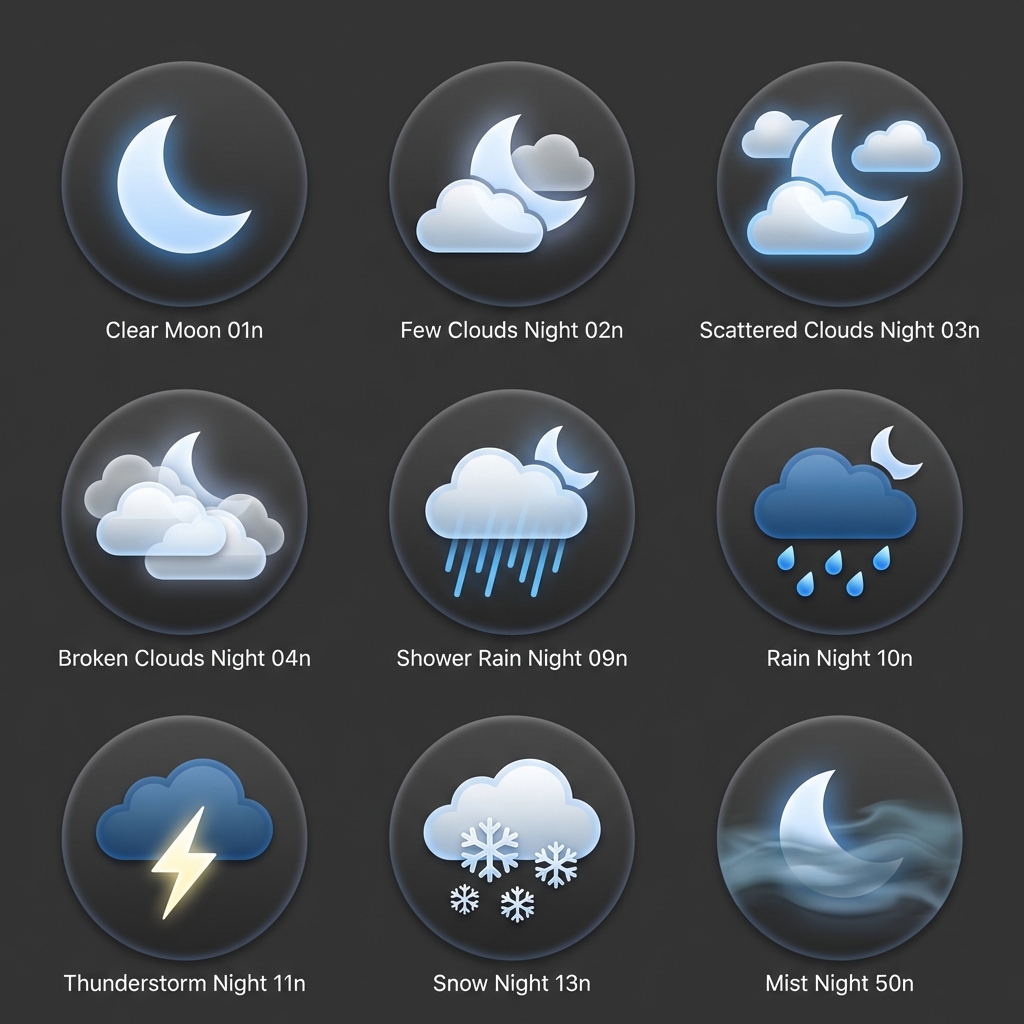 Clear Moon 01n
Few Clouds Night 02n
Scattered Clouds Night 03n
Broken Clouds Night 04n
Shower Rain Night 09n
Rain Night 10n
Thunderstorm Night 11n
Snow Night 13n
Mist Night 50n